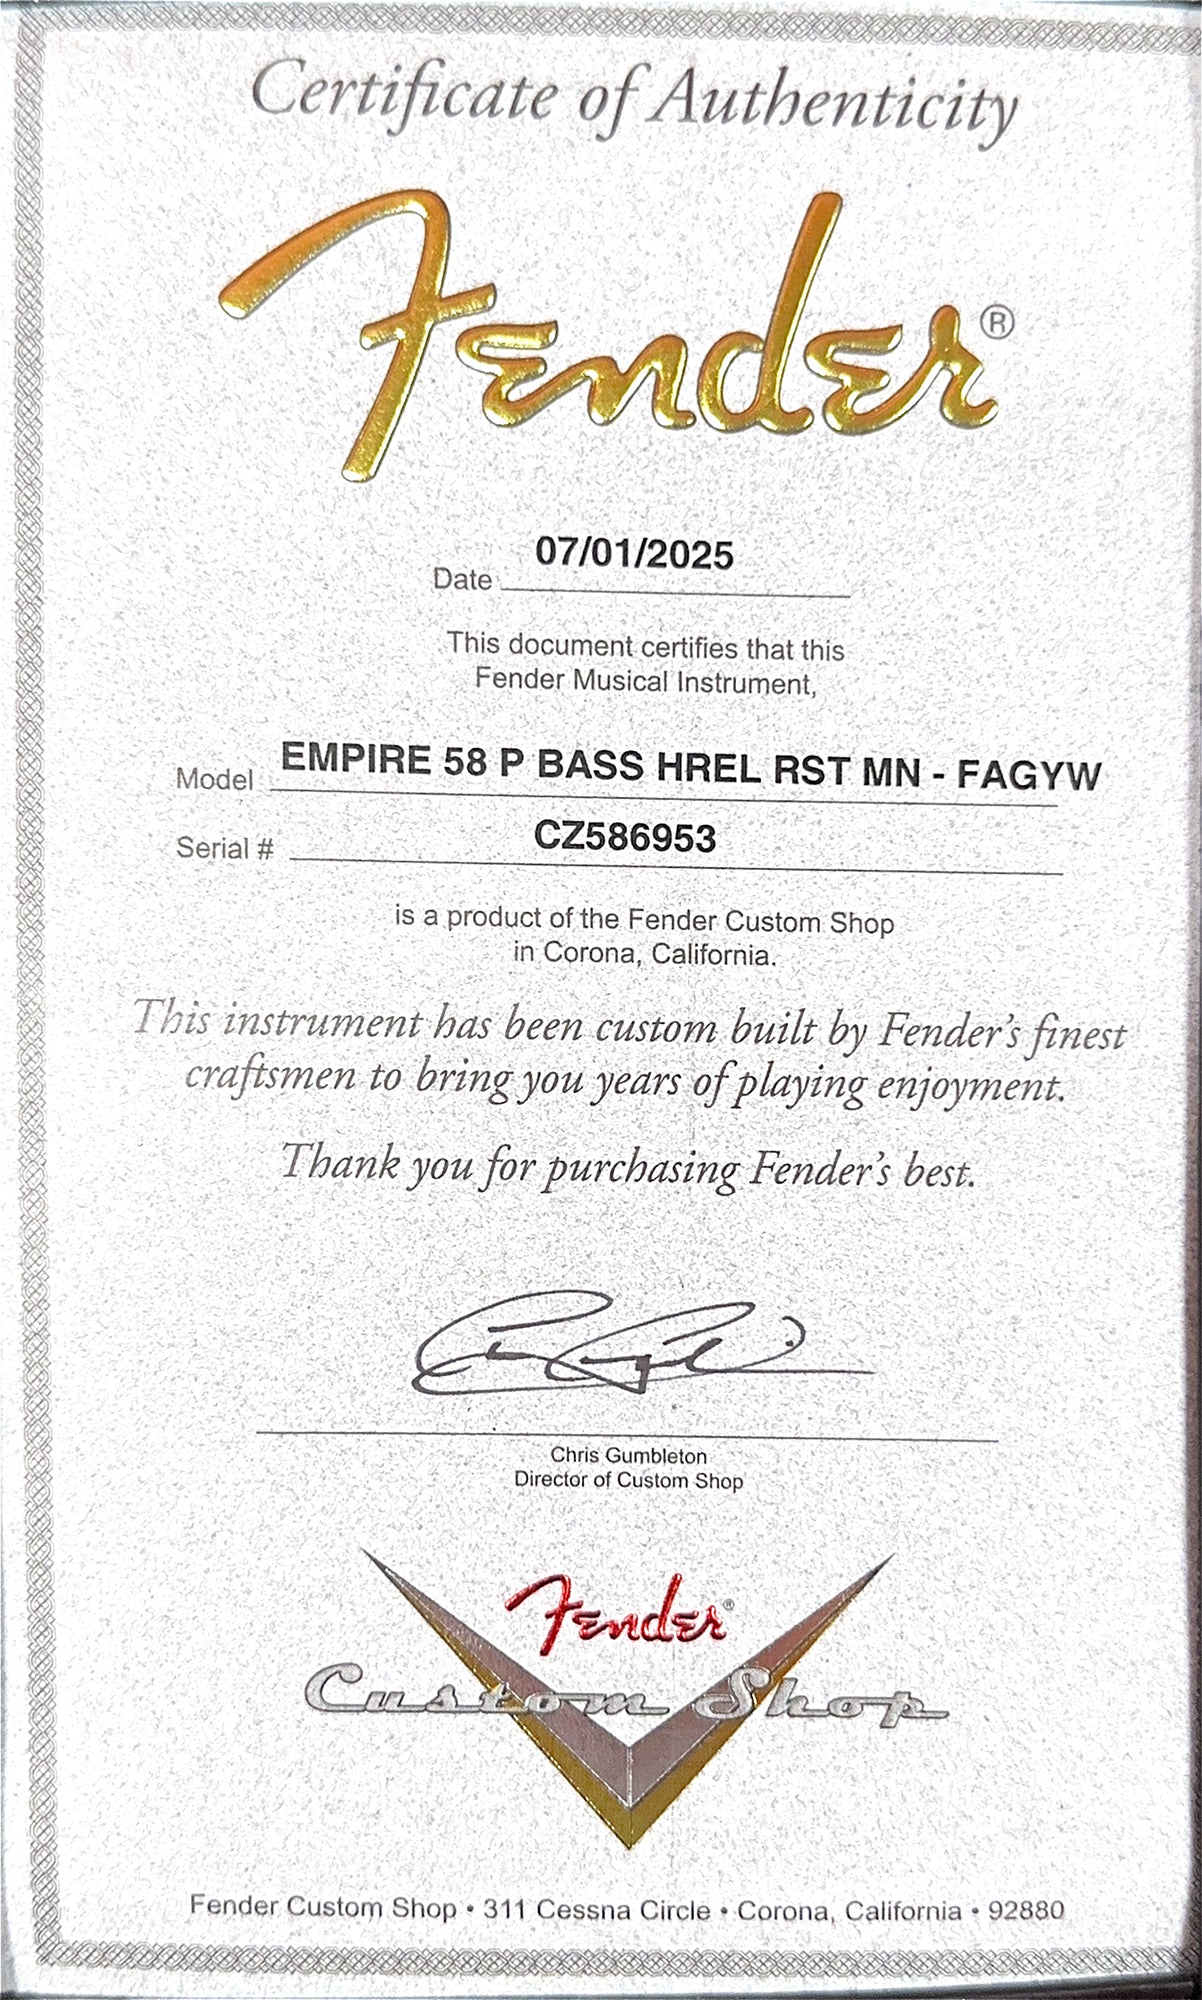 Certificate of Authenticity
Fender®
07/01/2025
Date
This document certifies that this
Fender Musical Instrument,
Model EMPIRE 58 P BASS HREL RST MN - FAGYW
Serial # CZ586953
is a product of the Fender Custom Shop
in Corona, California.
This instrument has been custom built by Fender's finest
craftsmen to bring you years of playing enjoyment.
Thank you for purchasing Fender's best.
Chris Gumbleton
Director of Custom Shop
Fender®
Custom Shop
Fender Custom Shop • 311 Cessna Circle • Corona, California • 92880